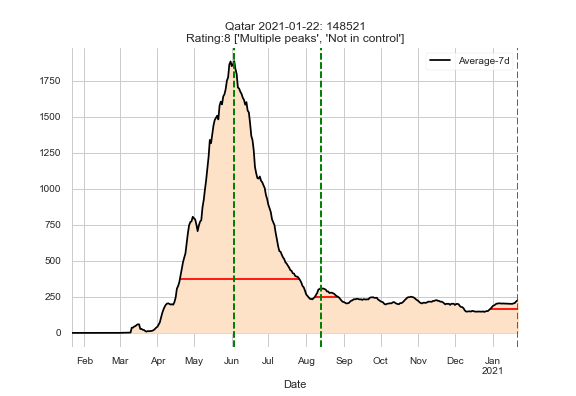 Qatar 2021-01-22: 148521
Rating:8 ['Multiple peaks', 'Not in control']
Average-7d
1750
1500
1250
1000
750
500
250
0
Feb Mar Apr May Jun Jul Aug Sep Oct Nov Dec Jan
2021
Date